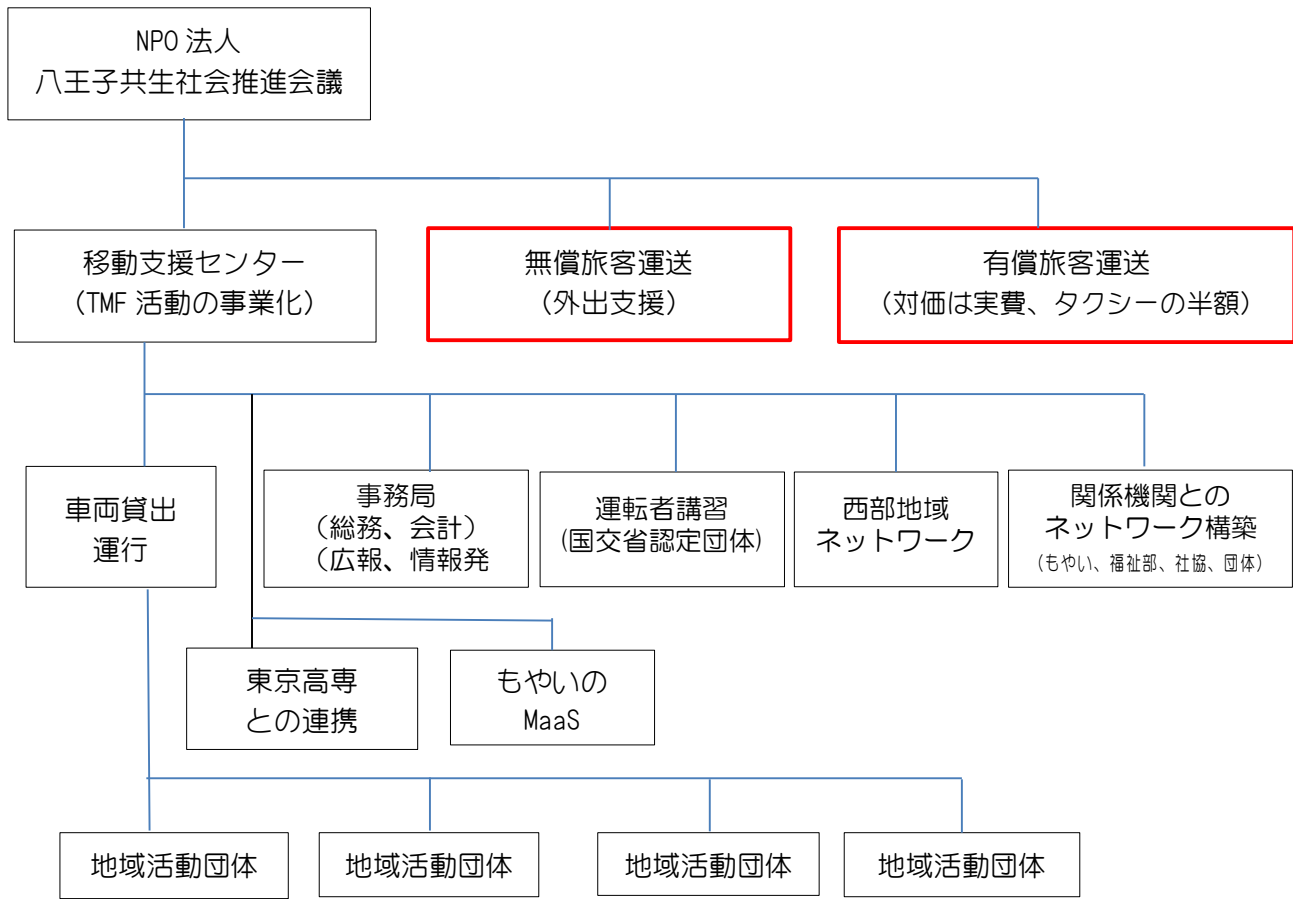 NPO法人
八王子共生社会推進会議
移動支援センター
（TMF活動の事業化）
無償旅客運送
（外出支援）
有償旅客運送
（対価は実費、タクシーの半額）
車両貸出
運行
事務局
（総務、会計）
（広報、情報発
運転者講習
(国交省認定団体)
西部地域
ネットワーク
関係機関との
ネットワーク構築
(もやい、福祉部、社協、団体)
東京高専
との連携
もやいの
MaaS
地域活動団体
地域活動団体
地域活動団体
地域活動団体